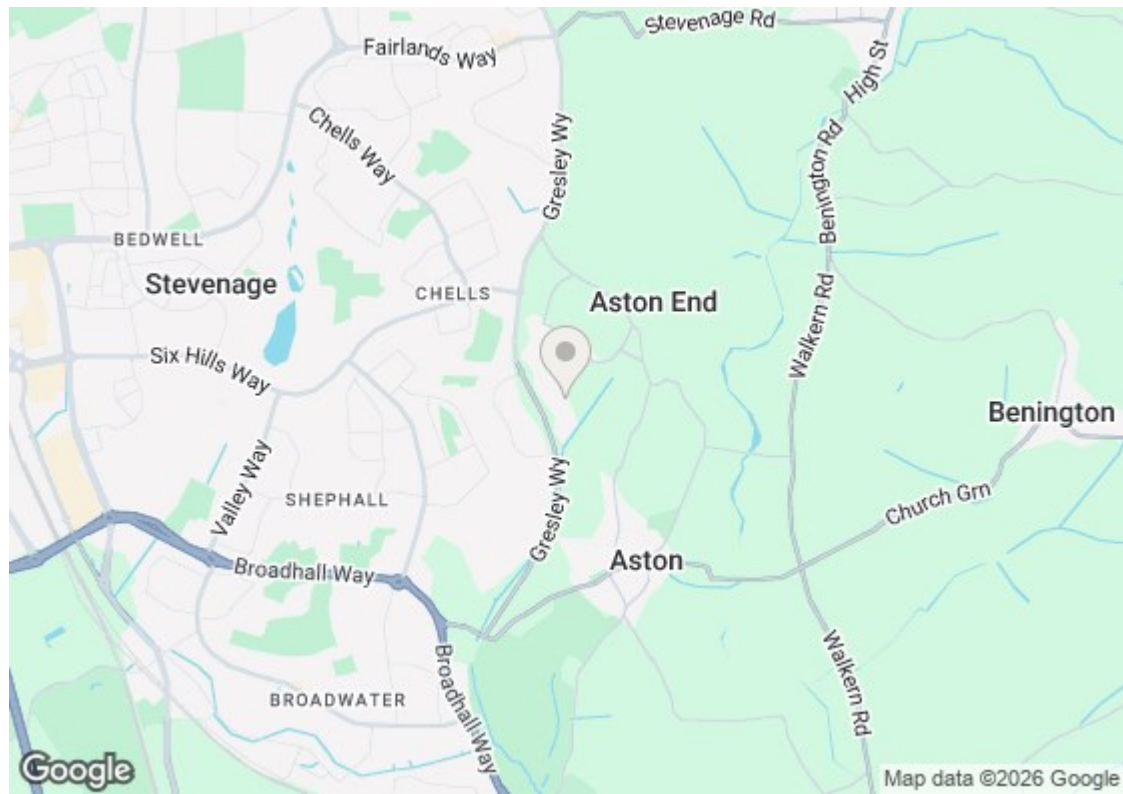 Stevenage Rd
Fairlands Way
High St
Chells Way
Gresley Wy
Benington Rd
BEDWELL
Stevenage
CHELLS
Aston End
Walkern Rd
Six Hills Way
Benington
Valley Way
SHEPHALL
Gresley Wy
Church Grn
Aston
Broadhall Way
Walkern Rd
BROADWATER
Broadhall Way
Google
Map data ©2026 Google